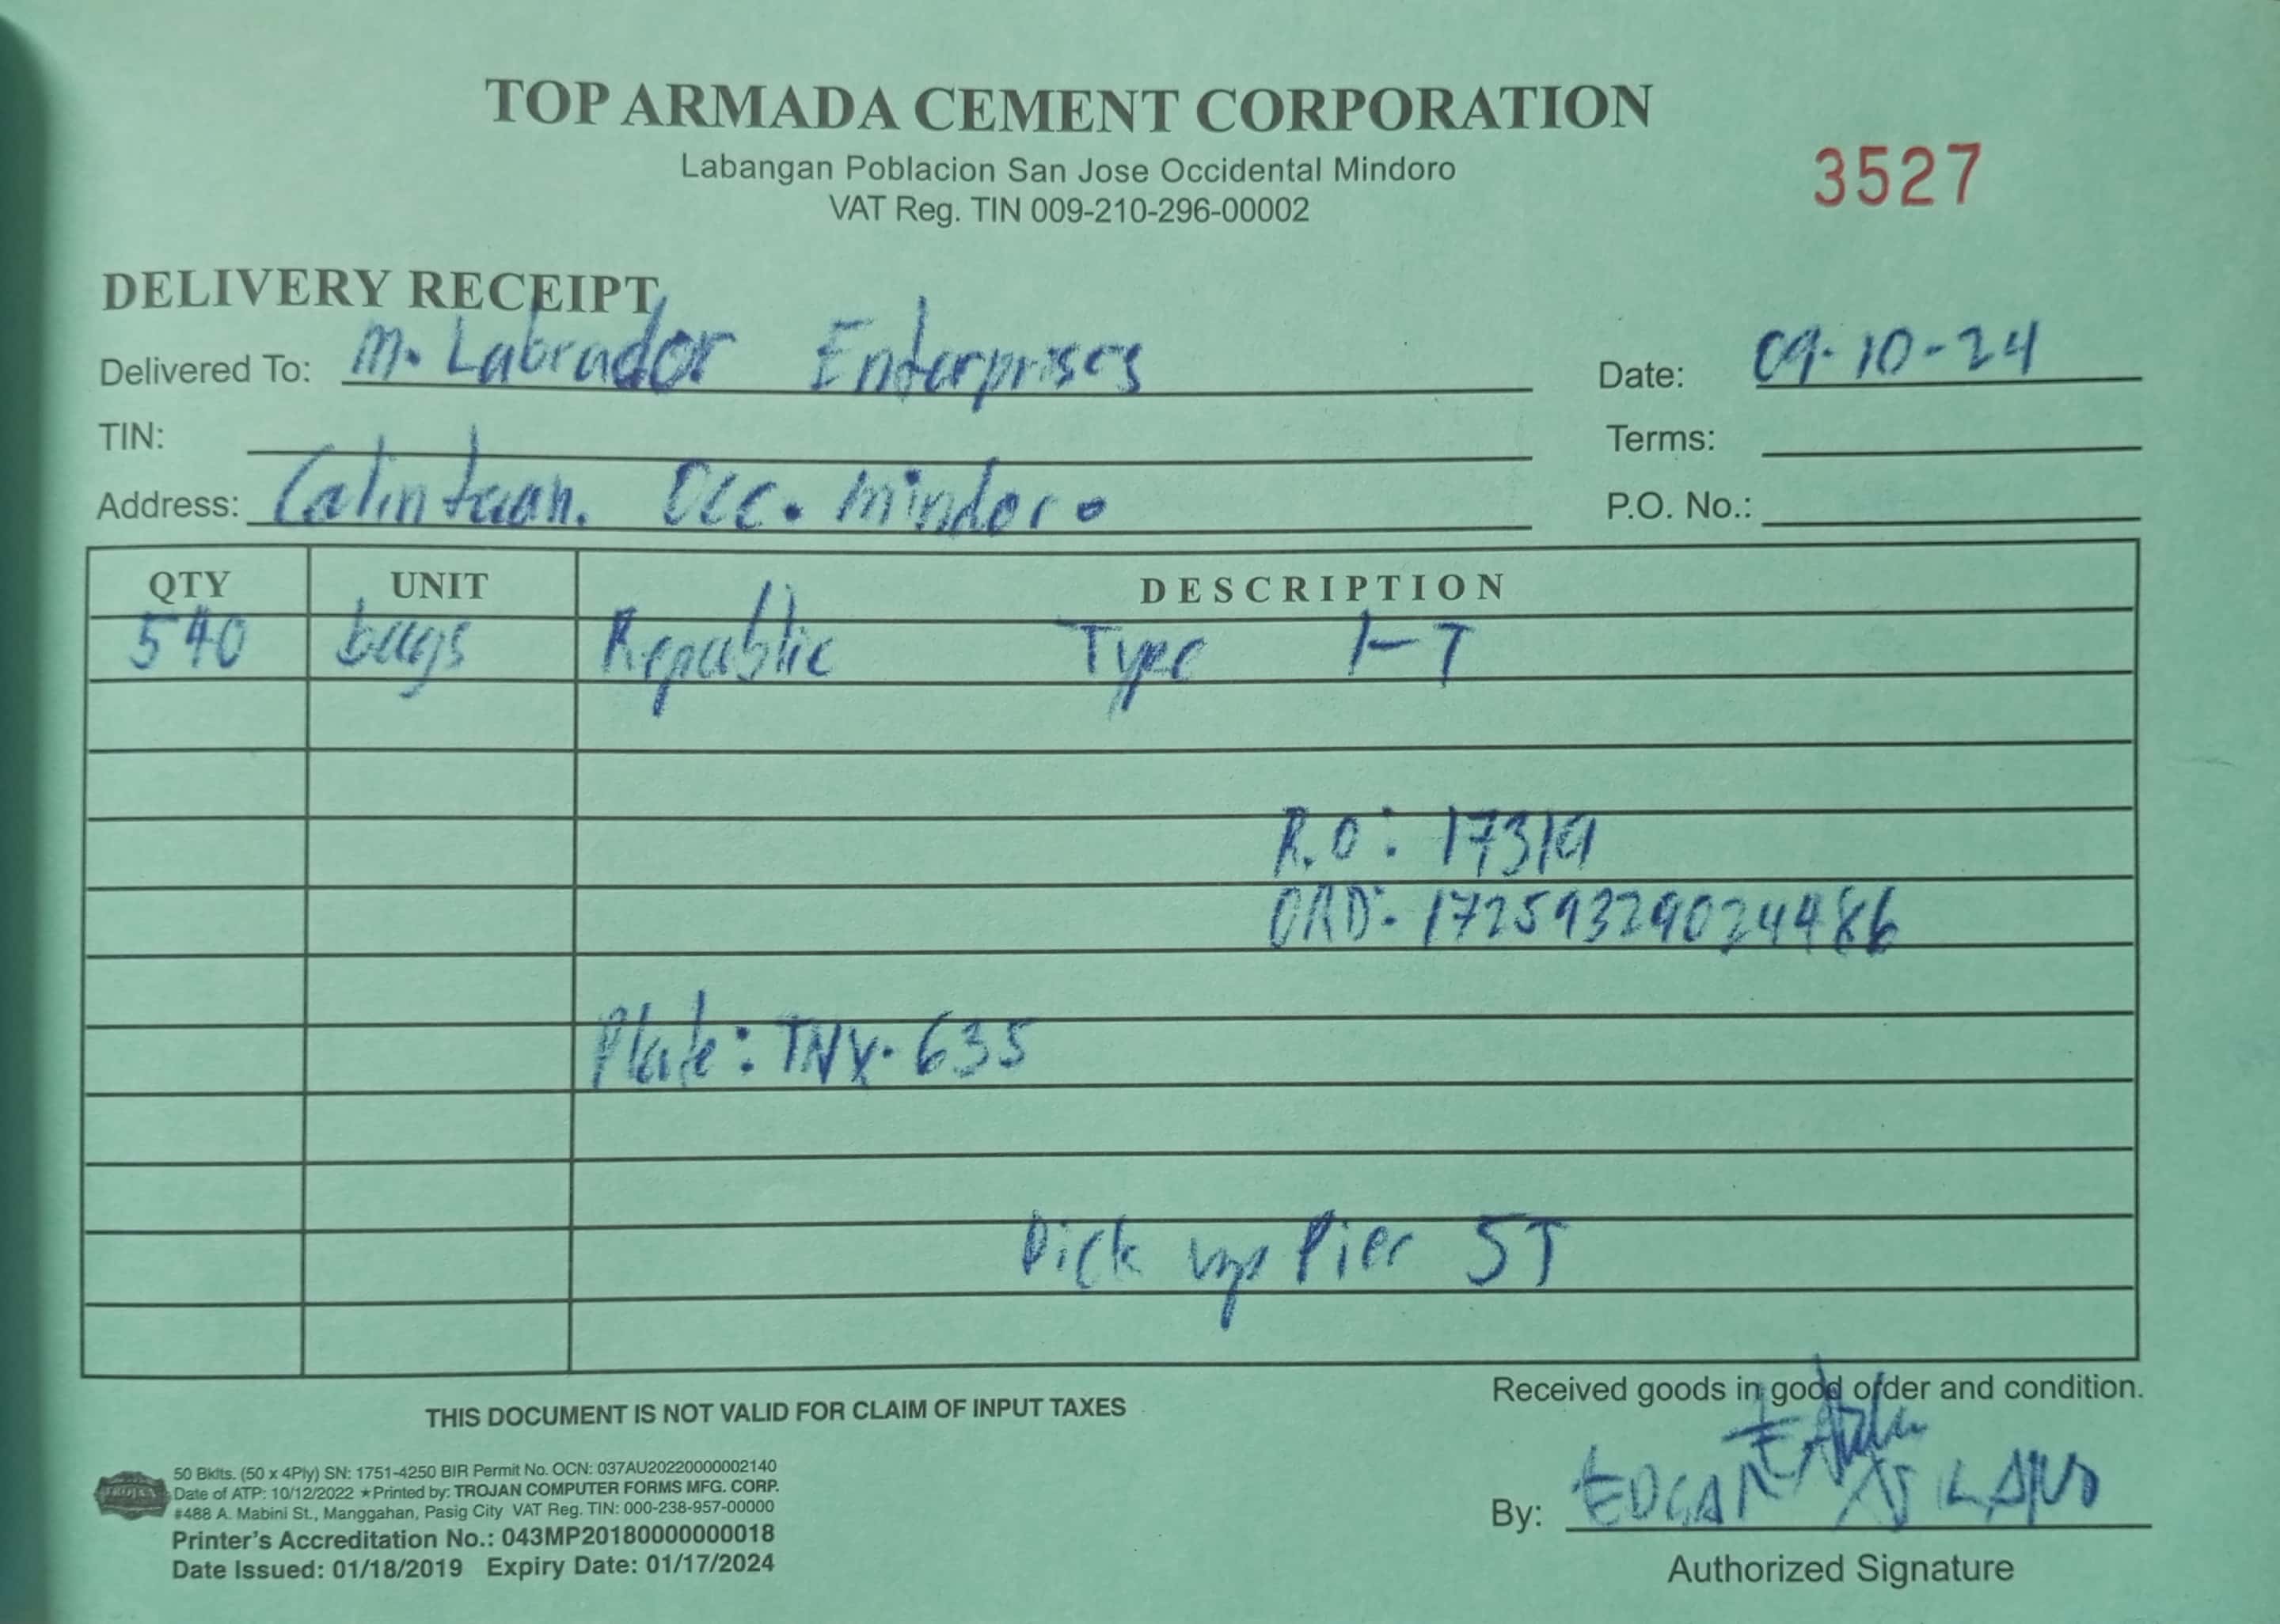 TOP ARMADA CEMENT CORPORATION
Labangan Poblacion San Jose Occidental Mindoro
VAT Reg. TIN 009-210-296-00002
3527
DELIVERY RECEIPT
Delivered To: M. Labrador Enterprises
Date: 09-10-24
TIN:
Terms:
Address: Calintaan. Occ. Mindoro
P.O. No.:
QTY UNIT DESCRIPTION
540 bags Republic Type 1-T
R.O: 17319
ORD: 17259329024486
Plate: TNX-635
Pick up Pier ST
THIS DOCUMENT IS NOT VALID FOR CLAIM OF INPUT TAXES
Received goods in good order and condition.
50 Bklts. (50 x 4Ply) SN: 1751-4250 BIR Permit No. OCN: 037AU20220000002140
Date of ATP: 10/12/2022 ★Printed by: TROJAN COMPUTER FORMS MFG. CORP.
#488 A. Mabini St., Manggahan, Pasig City VAT Reg. TIN: 000-238-957-00000
Printer's Accreditation No.: 043MP20180000000018
Date Issued: 01/18/2019 Expiry Date: 01/17/2024
TROJAN
By: EDGAR
Authorized Signature